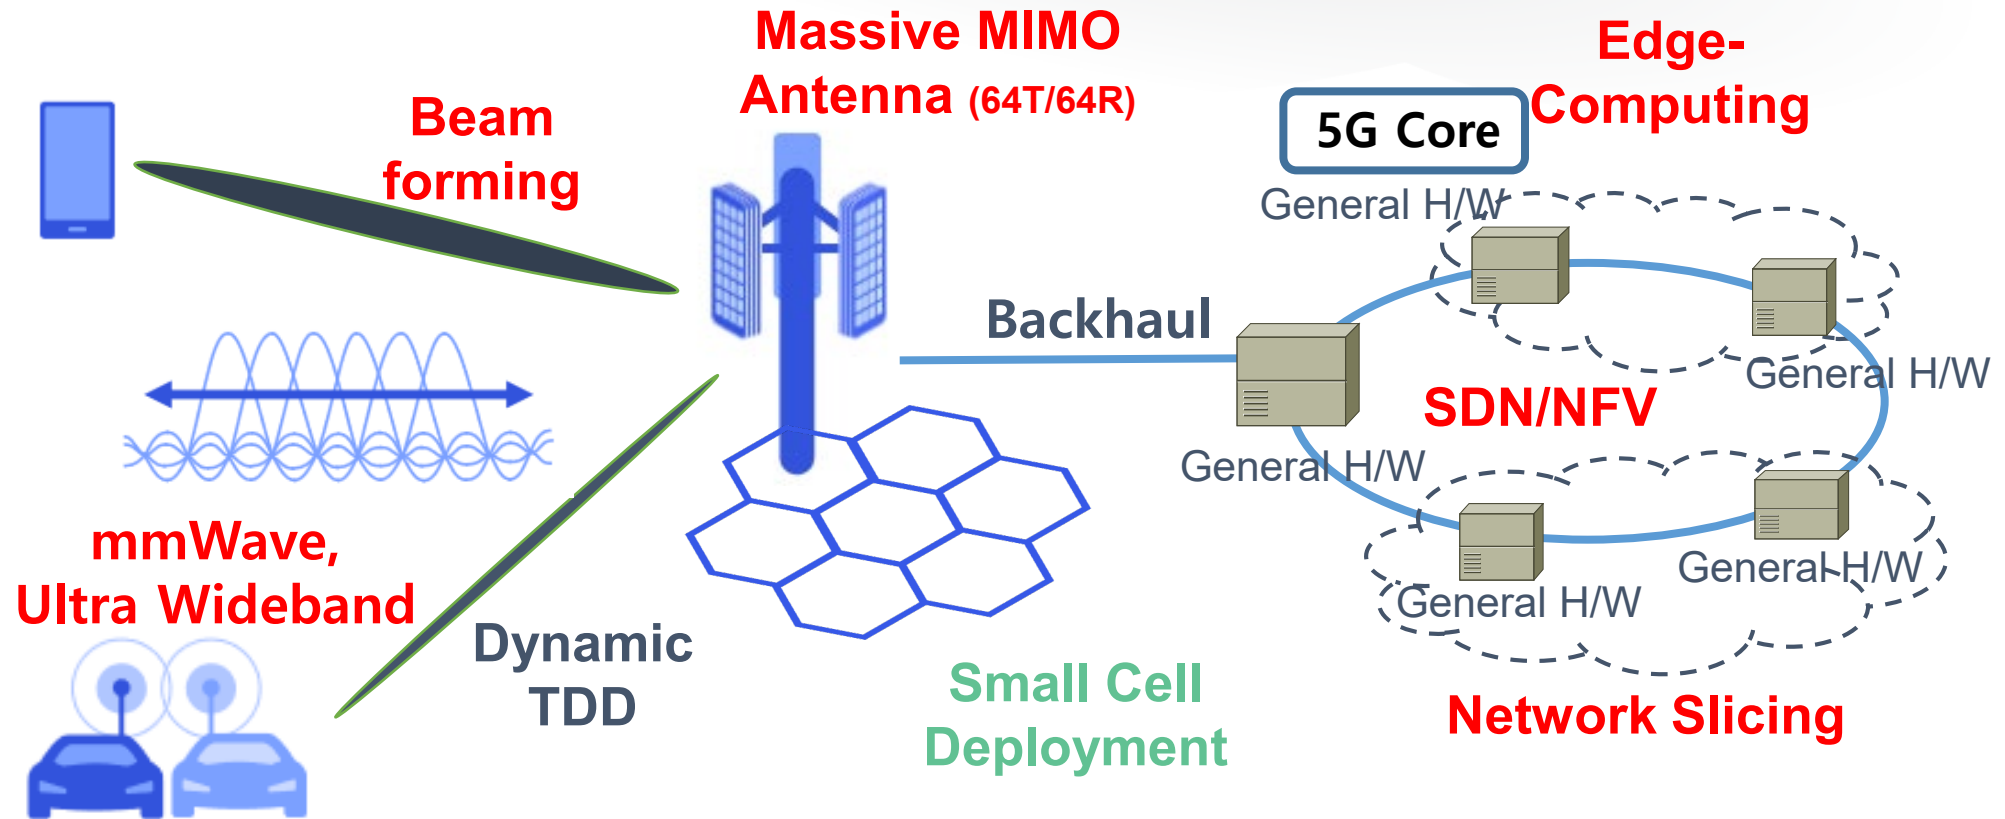 Massive MIMO
Antenna (64T/64R)
Edge-
Computing
Beam
forming
5G Core
General H/W
Backhaul
General H/W
SDN/NFV
General H/W
mmWave,
Ultra Wideband
General H/W
General H/W
Dynamic
TDD
Small Cell
Deployment
Network Slicing